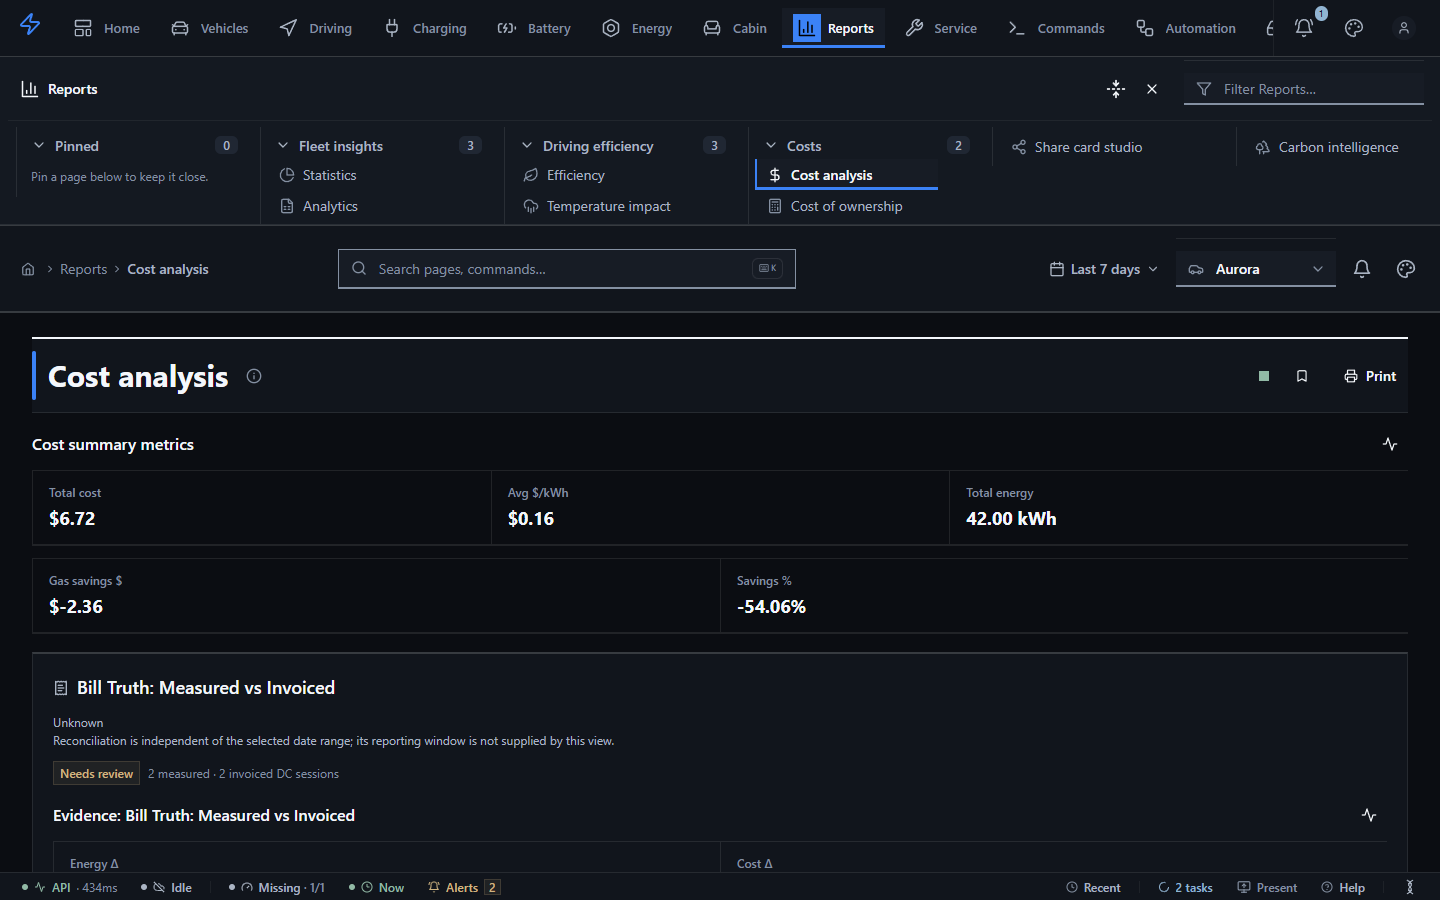 Home
Vehicles
Driving
Charging
Battery
Energy
Cabin
Reports
Service
Commands
Automation
1
Reports
Filter Reports...
Pinned 0
Pin a page below to keep it close.
Fleet insights 3
Statistics
Analytics
Driving efficiency 3
Efficiency
Temperature impact
Costs 2
Cost analysis
Cost of ownership
Share card studio
Carbon intelligence
Reports
Cost analysis
Search pages, commands...
K
Last 7 days
Aurora
Cost analysis
Print
Cost summary metrics
Total cost
$6.72
Avg $/kWh
$0.16
Total energy
42.00 kWh
Gas savings $
$-2.36
Savings %
-54.06%
Bill Truth: Measured vs Invoiced
Unknown
Reconciliation is independent of the selected date range; its reporting window is not supplied by this view.
Needs review 2 measured · 2 invoiced DC sessions
Evidence: Bill Truth: Measured vs Invoiced
Energy Δ
Cost Δ
API · 434ms
Idle
Missing · 1/1
Now
Alerts 2
Recent
2 tasks
Present
Help